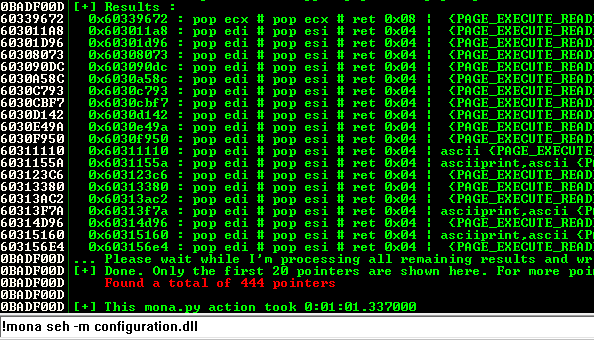 0BADF00D [+] Results :
60339672 0x60339672 : pop ecx # pop ecx # ret 0x08 | {PAGE_EXECUTE_READ
603011A8 0x603011a8 : pop edi # pop esi # ret 0x04 | {PAGE_EXECUTE_READ
60301D96 0x60301d96 : pop edi # pop esi # ret 0x04 | {PAGE_EXECUTE_READ
60308073 0x60308073 : pop edi # pop esi # ret 0x04 | {PAGE_EXECUTE_READ
603090DC 0x603090dc : pop edi # pop esi # ret 0x04 | {PAGE_EXECUTE_READ
6030A58C 0x6030a58c : pop edi # pop esi # ret 0x04 | {PAGE_EXECUTE_READ
6030C793 0x6030c793 : pop edi # pop esi # ret 0x04 | {PAGE_EXECUTE_READ
6030CBF7 0x6030cbf7 : pop edi # pop esi # ret 0x04 | {PAGE_EXECUTE_READ
6030D142 0x6030d142 : pop edi # pop esi # ret 0x04 | {PAGE_EXECUTE_READ
6030E49A 0x6030e49a : pop edi # pop esi # ret 0x04 | {PAGE_EXECUTE_READ
6030F950 0x6030f950 : pop edi # pop esi # ret 0x04 | {PAGE_EXECUTE_READ
60311110 0x60311110 : pop edi # pop esi # ret 0x04 | ascii {PAGE_EXECUTE
6031155A 0x6031155a : pop edi # pop esi # ret 0x04 | asciiprint,ascii {P
603123C6 0x603123c6 : pop edi # pop esi # ret 0x04 | {PAGE_EXECUTE_READ
60313380 0x60313380 : pop edi # pop esi # ret 0x04 | {PAGE_EXECUTE_READ
60313AC2 0x60313ac2 : pop edi # pop esi # ret 0x04 | {PAGE_EXECUTE_READ
60313F7A 0x60313f7a : pop edi # pop esi # ret 0x04 | asciiprint,ascii {P
60314D96 0x60314d96 : pop edi # pop esi # ret 0x04 | {PAGE_EXECUTE_READ
60315160 0x60315160 : pop edi # pop esi # ret 0x04 | asciiprint,ascii {P
603156E4 0x603156e4 : pop edi # pop esi # ret 0x04 | {PAGE_EXECUTE_READ
0BADF00D ... Please wait while I'm processing all remaining results and wr
0BADF00D [+] Done. Only the first 20 pointers are shown here. For more poi
0BADF00D Found a total of 444 pointers
0BADF00D
0BADF00D [+] This mona.py action took 0:01:01.337000
!mona seh -m configuration.dll